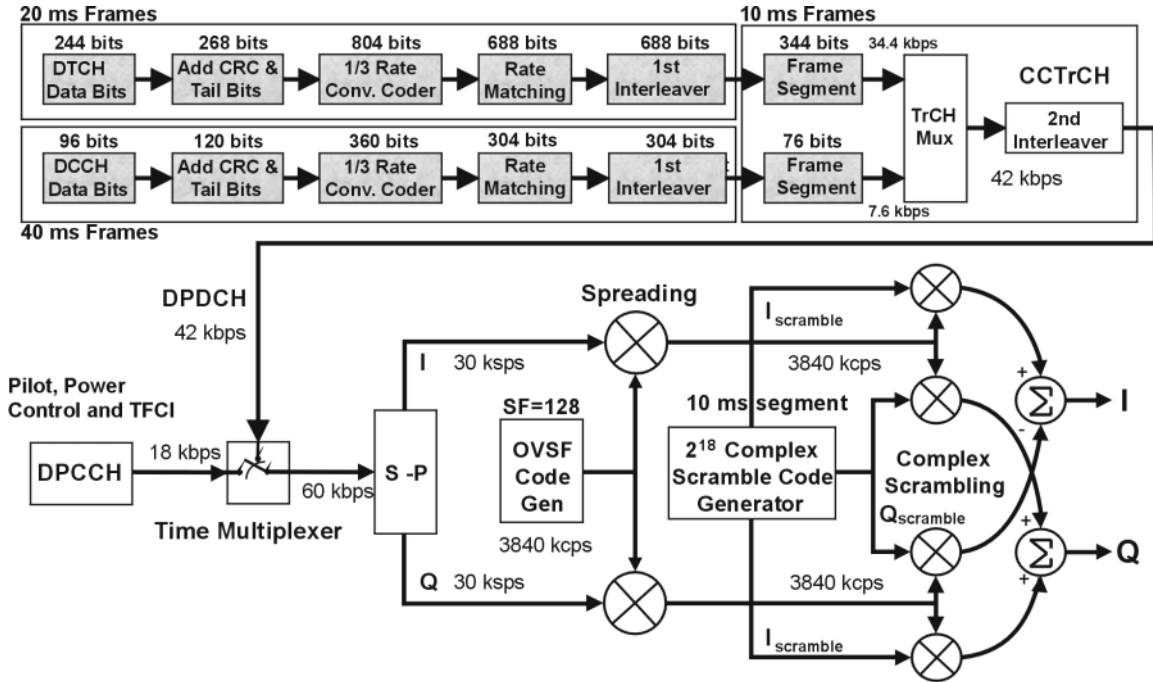 20 ms Frames
10 ms Frames
244 bits
268 bits
804 bits
688 bits
688 bits
344 bits
34.4 kbps
DTCH
Data Bits
Add CRC &
Tail Bits
1/3 Rate
Conv. Coder
Rate
Matching
1st
Interleaver
Frame
Segment
CCTrCH
TrCH
Mux
2nd
Interleaver
96 bits
120 bits
360 bits
304 bits
304 bits
76 bits
DCCH
Data Bits
Add CRC &
Tail Bits
1/3 Rate
Conv. Coder
Rate
Matching
1st
Interleaver
Frame
Segment
42 kbps
7.6 kbps
40 ms Frames
DPDCH
42 kbps
Spreading
I scramble
I
30 ksps
3840 kcps
Pilot, Power
Control and TFCI
SF=128
10 ms segment
+
Σ
I
-
DPCCH
18 kbps
60 kbps
S -P
OVSF
Code
Gen
2^18 Complex
Scramble Code
Generator
Complex
Scrambling
Time Multiplexer
Q scramble
3840 kcps
+
Σ
Q
+
Q
30 ksps
3840 kcps
I scramble